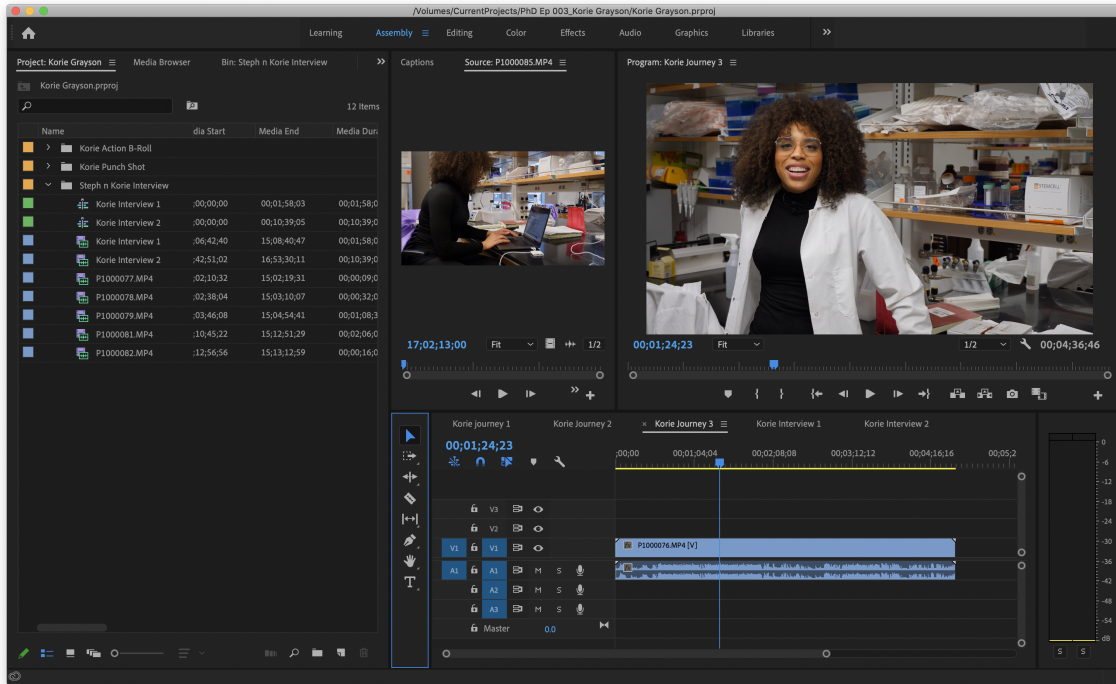 /Volumes/CurrentProjects/PhD Ep 003_Korie Grayson/Korie Grayson.prproj
Learning Assembly Editing Color Effects Audio Graphics Libraries
Project: Korie Grayson Media Browser Bin: Steph n Korie Interview
Korie Grayson.prproj
12 Items
Name dia Start Media End Media Dura
Korie Action B-Roll
Korie Punch Shot
Steph n Korie Interview
Korie Interview 1 ;00;00;00 00;01;58;03 00;01;58;0
Korie Interview 2 ;00;00;00 00;10;39;05 00;10;39;0
Korie Interview 1 ;06;42;40 15;08;40;47 00;01;58;0
Korie Interview 2 ;42;51;02 16;53;30;11 00;10;39;0
P1000077.MP4 ;02;10;32 15;02;19;31 00;00;09;0
P1000078.MP4 ;02;38;04 15;03;10;07 00;00;32;0
P1000079.MP4 ;03;46;08 15;04;54;41 00;01;08;3
P1000081.MP4 ;10;45;22 15;12;51;29 00;02;06;0
P1000082.MP4 ;12;56;56 15;13;12;59 00;00;16;0
Captions Source: P1000085.MP4
17;02;13;00 Fit 1/2
Program: Korie Journey 3
STEMCELL
00;01;24;23 Fit 1/2 00;04;36;46
Korie journey 1 Korie Journey 2 × Korie Journey 3 Korie Interview 1 Korie Interview 2
00;01;24;23
;00;00 00;01;04;04 00;02;08;08 00;03;12;12 00;04;16;16 00;05;2
V3
V2
V1 V1 P1000076.MP4 [V]
A1 A1 M S
A2 M S
A3 M S
Master 0.0
T
0
-6
-12
-18
-24
-30
-36
-42
-48
-54
dB
S S